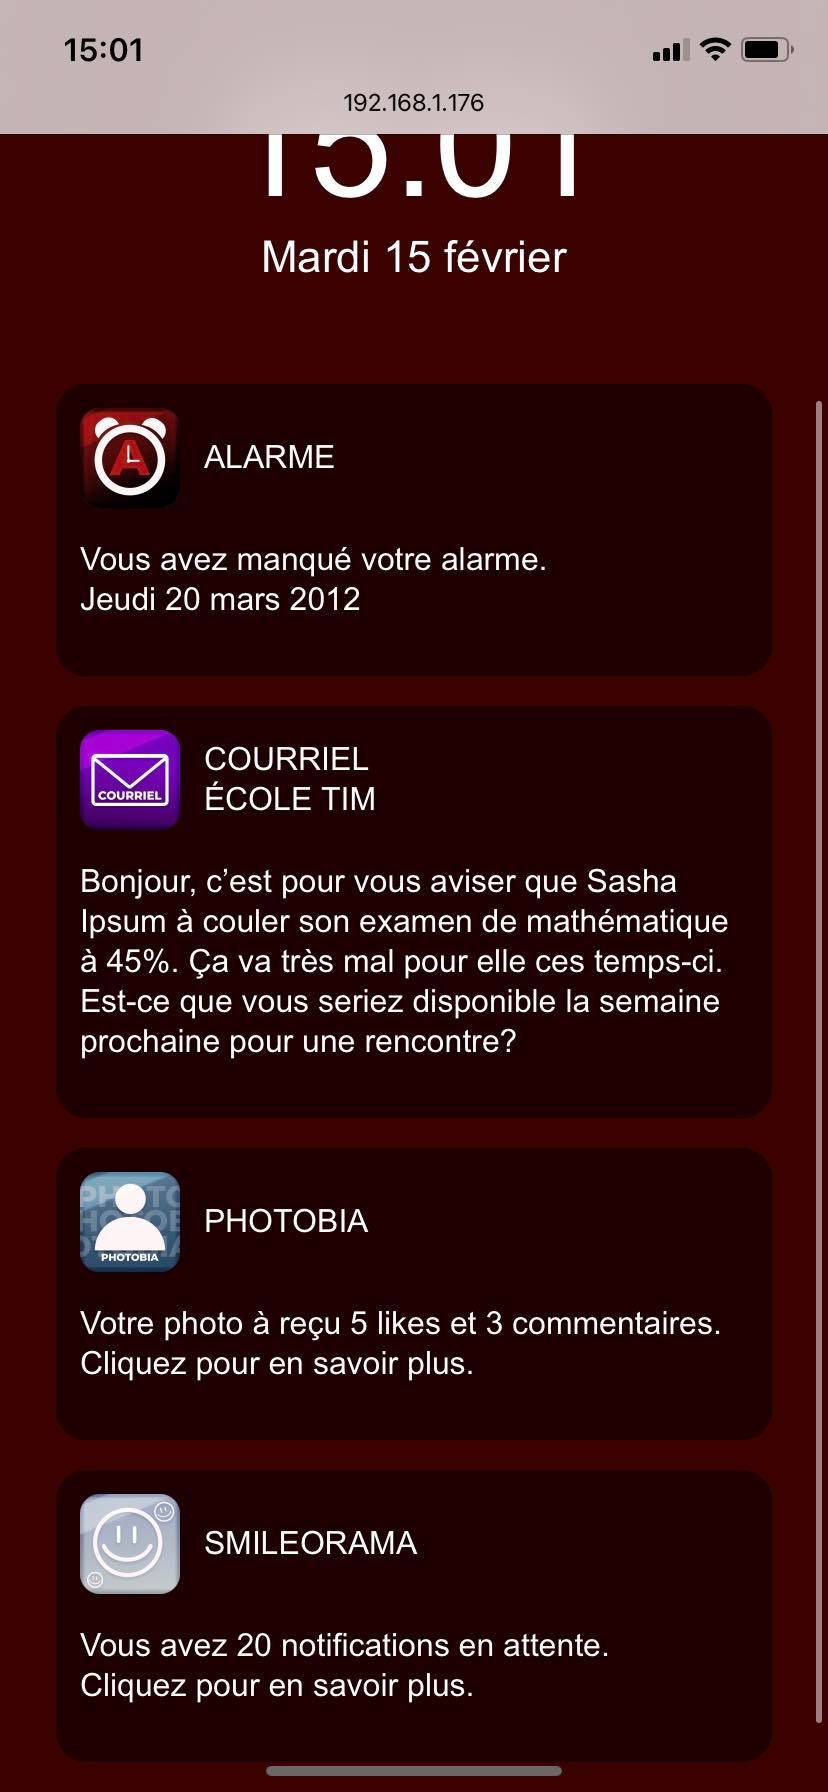 15:01
192.168.1.176
15:01
Mardi 15 février
ALARME
Vous avez manqué votre alarme.
Jeudi 20 mars 2012
COURRIEL
COURRIEL
ÉCOLE TIM
Bonjour, c’est pour vous aviser que Sasha
Ipsum à couler son examen de mathématique
à 45%. Ça va très mal pour elle ces temps-ci.
Est-ce que vous seriez disponible la semaine
prochaine pour une rencontre?
PHOTOBIA
PHOTOBIA
Votre photo à reçu 5 likes et 3 commentaires.
Cliquez pour en savoir plus.
SMILEORAMA
Vous avez 20 notifications en attente.
Cliquez pour en savoir plus.